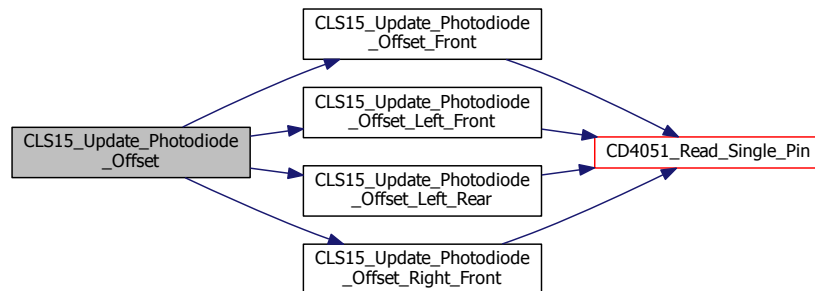 CLS15_Update_Photodiode
_Offset
CLS15_Update_Photodiode
_Offset_Front
CLS15_Update_Photodiode
_Offset_Left_Front
CLS15_Update_Photodiode
_Offset_Left_Rear
CLS15_Update_Photodiode
_Offset_Right_Front
CD4051_Read_Single_Pin